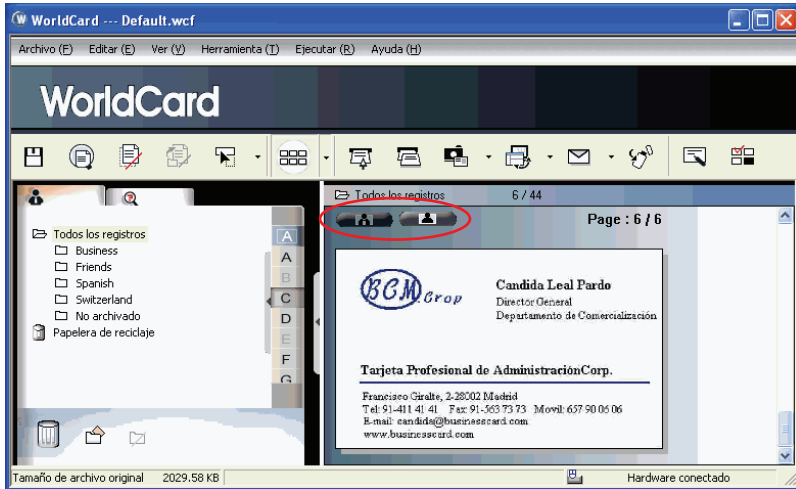 WorldCard --- Default.wcf
Archivo (F) Editar (E) Ver (V) Herramienta (T) Ejecutar (R) Ayuda (H)
WorldCard
Todos los registros 6 / 44
Page : 6 / 6
Todos los registros
Business
Friends
Spanish
Switzerland
No archivado
Papelera de reciclaje
A
A
B
C
D
E
F
G
BCM Crop
Candida Leal Pardo
Director General
Departamento de Comercialización
Tarjeta Profesional de AdministraciónCorp.
Francisco Giralte, 2-28002 Madrid
Tel: 91-411 41 41 Fax: 91-563 73 73 Movil: 657 90 06 06
E-mail: candida@businesscard.com
www.businesscard.com
Tamaño de archivo original 2029.58 KB
Hardware conectado